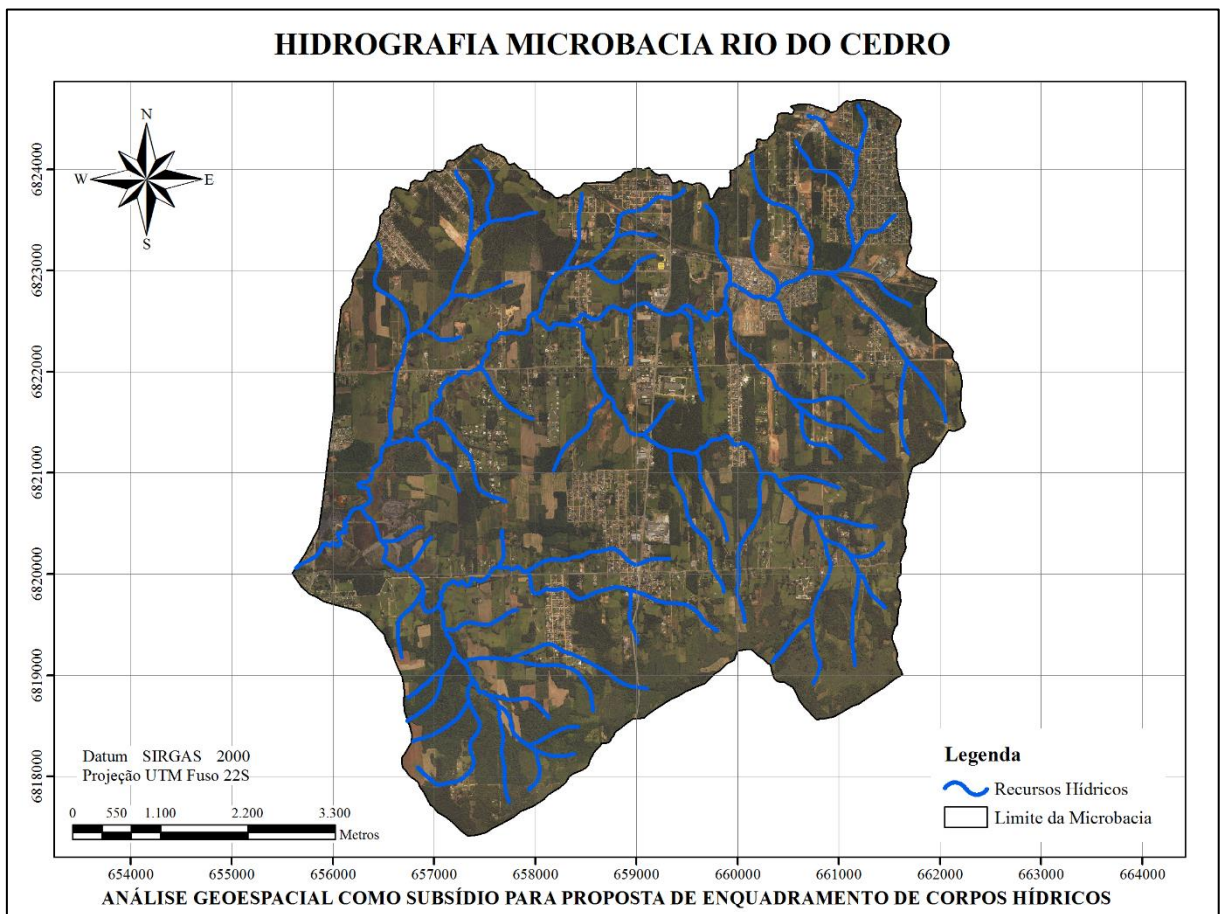 HIDROGRAFIA MICROBACIA RIO DO CEDRO
N
W E
S
6824000
6823000
6822000
6821000
6820000
6819000
6818000
Datum SIRGAS 2000
Projeção UTM Fuso 22S
0 550 1.100 2.200 3.300
Metros
Legenda
Recursos Hídricos
Limite da Microbacia
654000 655000 656000 657000 658000 659000 660000 661000 662000 663000 664000
ANÁLISE GEOESPACIAL COMO SUBSÍDIO PARA PROPOSTA DE ENQUADRAMENTO DE CORPOS HÍDRICOS